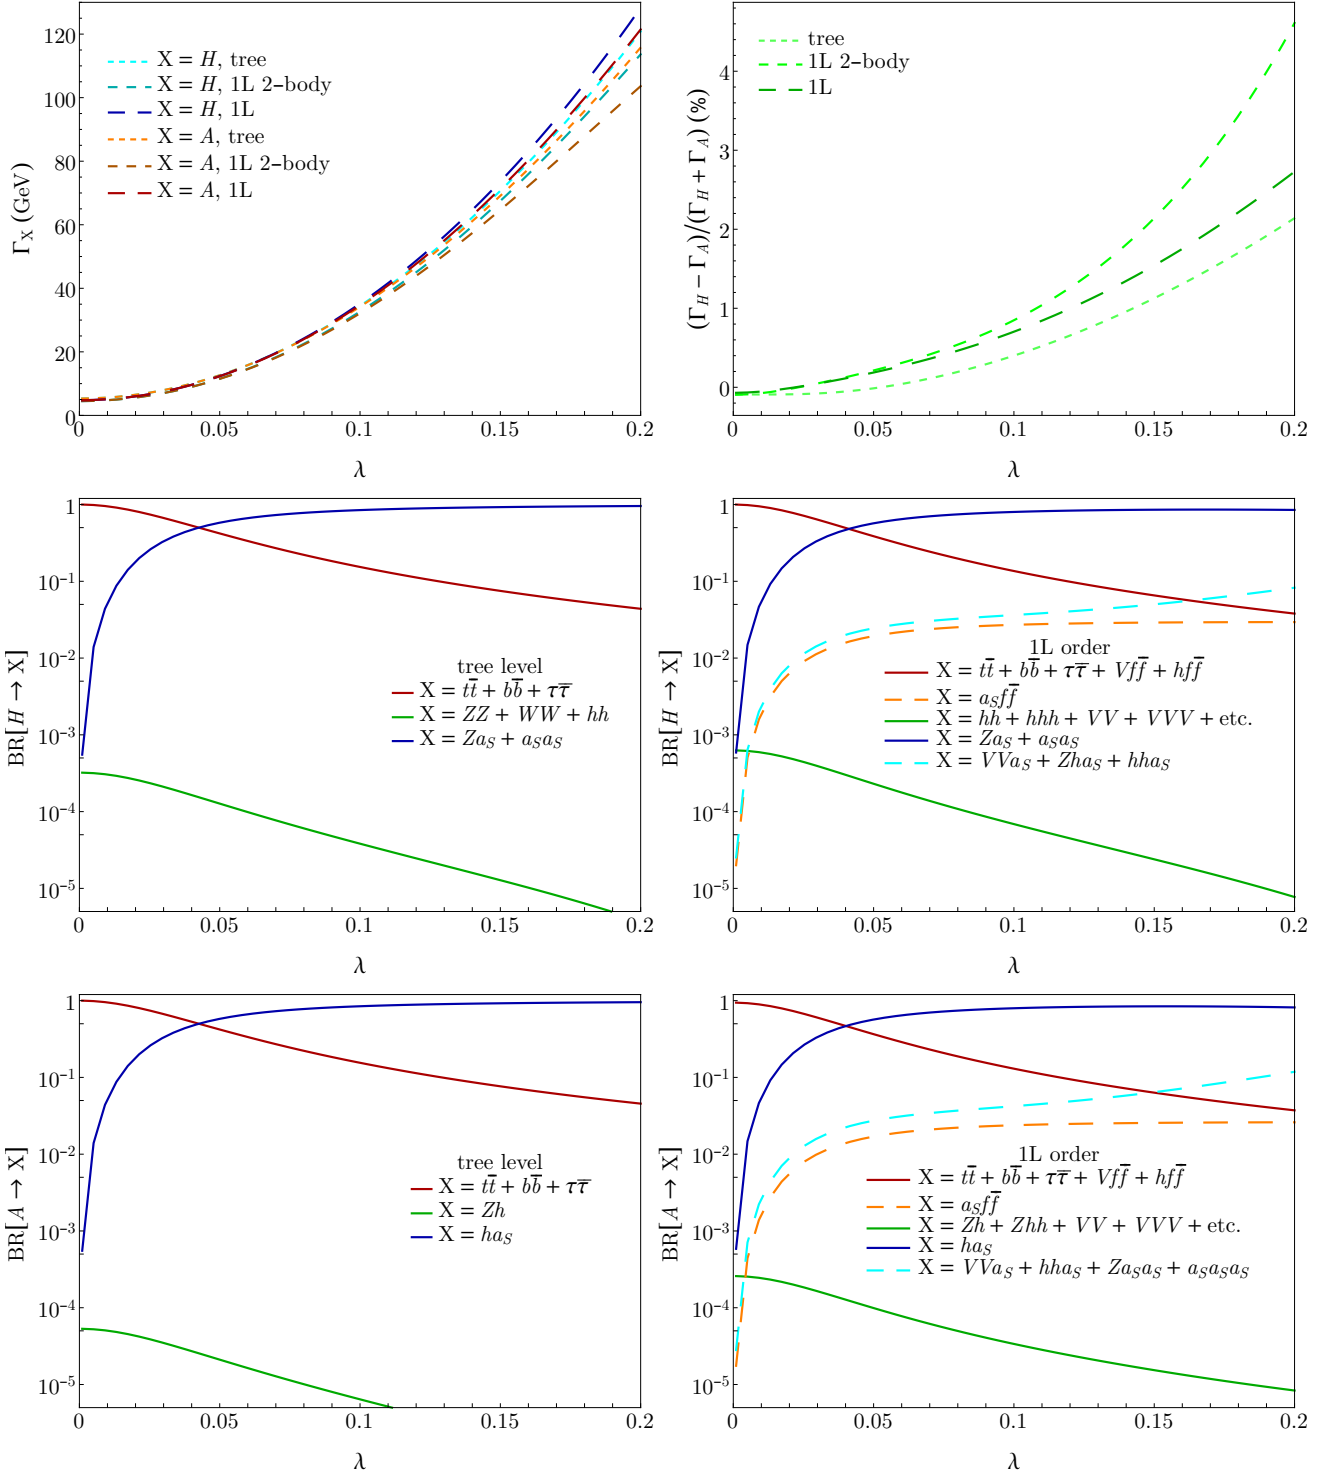 120
100
80
60
40
20
0
Γ_X (GeV)
X = H, tree
X = H, 1L 2−body
X = H, 1L
X = A, tree
X = A, 1L 2−body
X = A, 1L
0 0.05 0.1 0.15 0.2
λ
4
3
2
1
0
(Γ_H − Γ_A)/(Γ_H + Γ_A) (%)
tree
1L 2−body
1L
0 0.05 0.1 0.15 0.2
λ
1
10⁻¹
10⁻²
10⁻³
10⁻⁴
10⁻⁵
BR[H → X]
tree level
X = tt̅ + bb̅ + ττ̅
X = ZZ + WW + hh
X = Za_S + a_Sa_S
0 0.05 0.1 0.15 0.2
λ
1
10⁻¹
10⁻²
10⁻³
10⁻⁴
10⁻⁵
BR[H → X]
1L order
X = tt̅ + bb̅ + ττ̅ + Vff̅ + hff̅
X = a_Sff̅
X = hh + hhh + VV + VVV + etc.
X = Za_S + a_Sa_S
X = VVa_S + Zha_S + hha_S
0 0.05 0.1 0.15 0.2
λ
1
10⁻¹
10⁻²
10⁻³
10⁻⁴
10⁻⁵
BR[A → X]
tree level
X = tt̅ + bb̅ + ττ̅
X = Zh
X = ha_S
0 0.05 0.1 0.15 0.2
λ
1
10⁻¹
10⁻²
10⁻³
10⁻⁴
10⁻⁵
BR[A → X]
1L order
X = tt̅ + bb̅ + ττ̅ + Vff̅ + hff̅
X = a_Sff̅
X = Zh + Zhh + VV + VVV + etc.
X = ha_S
X = VVa_S + hha_S + Za_Sa_S + a_Sa_Sa_S
0 0.05 0.1 0.15 0.2
λ